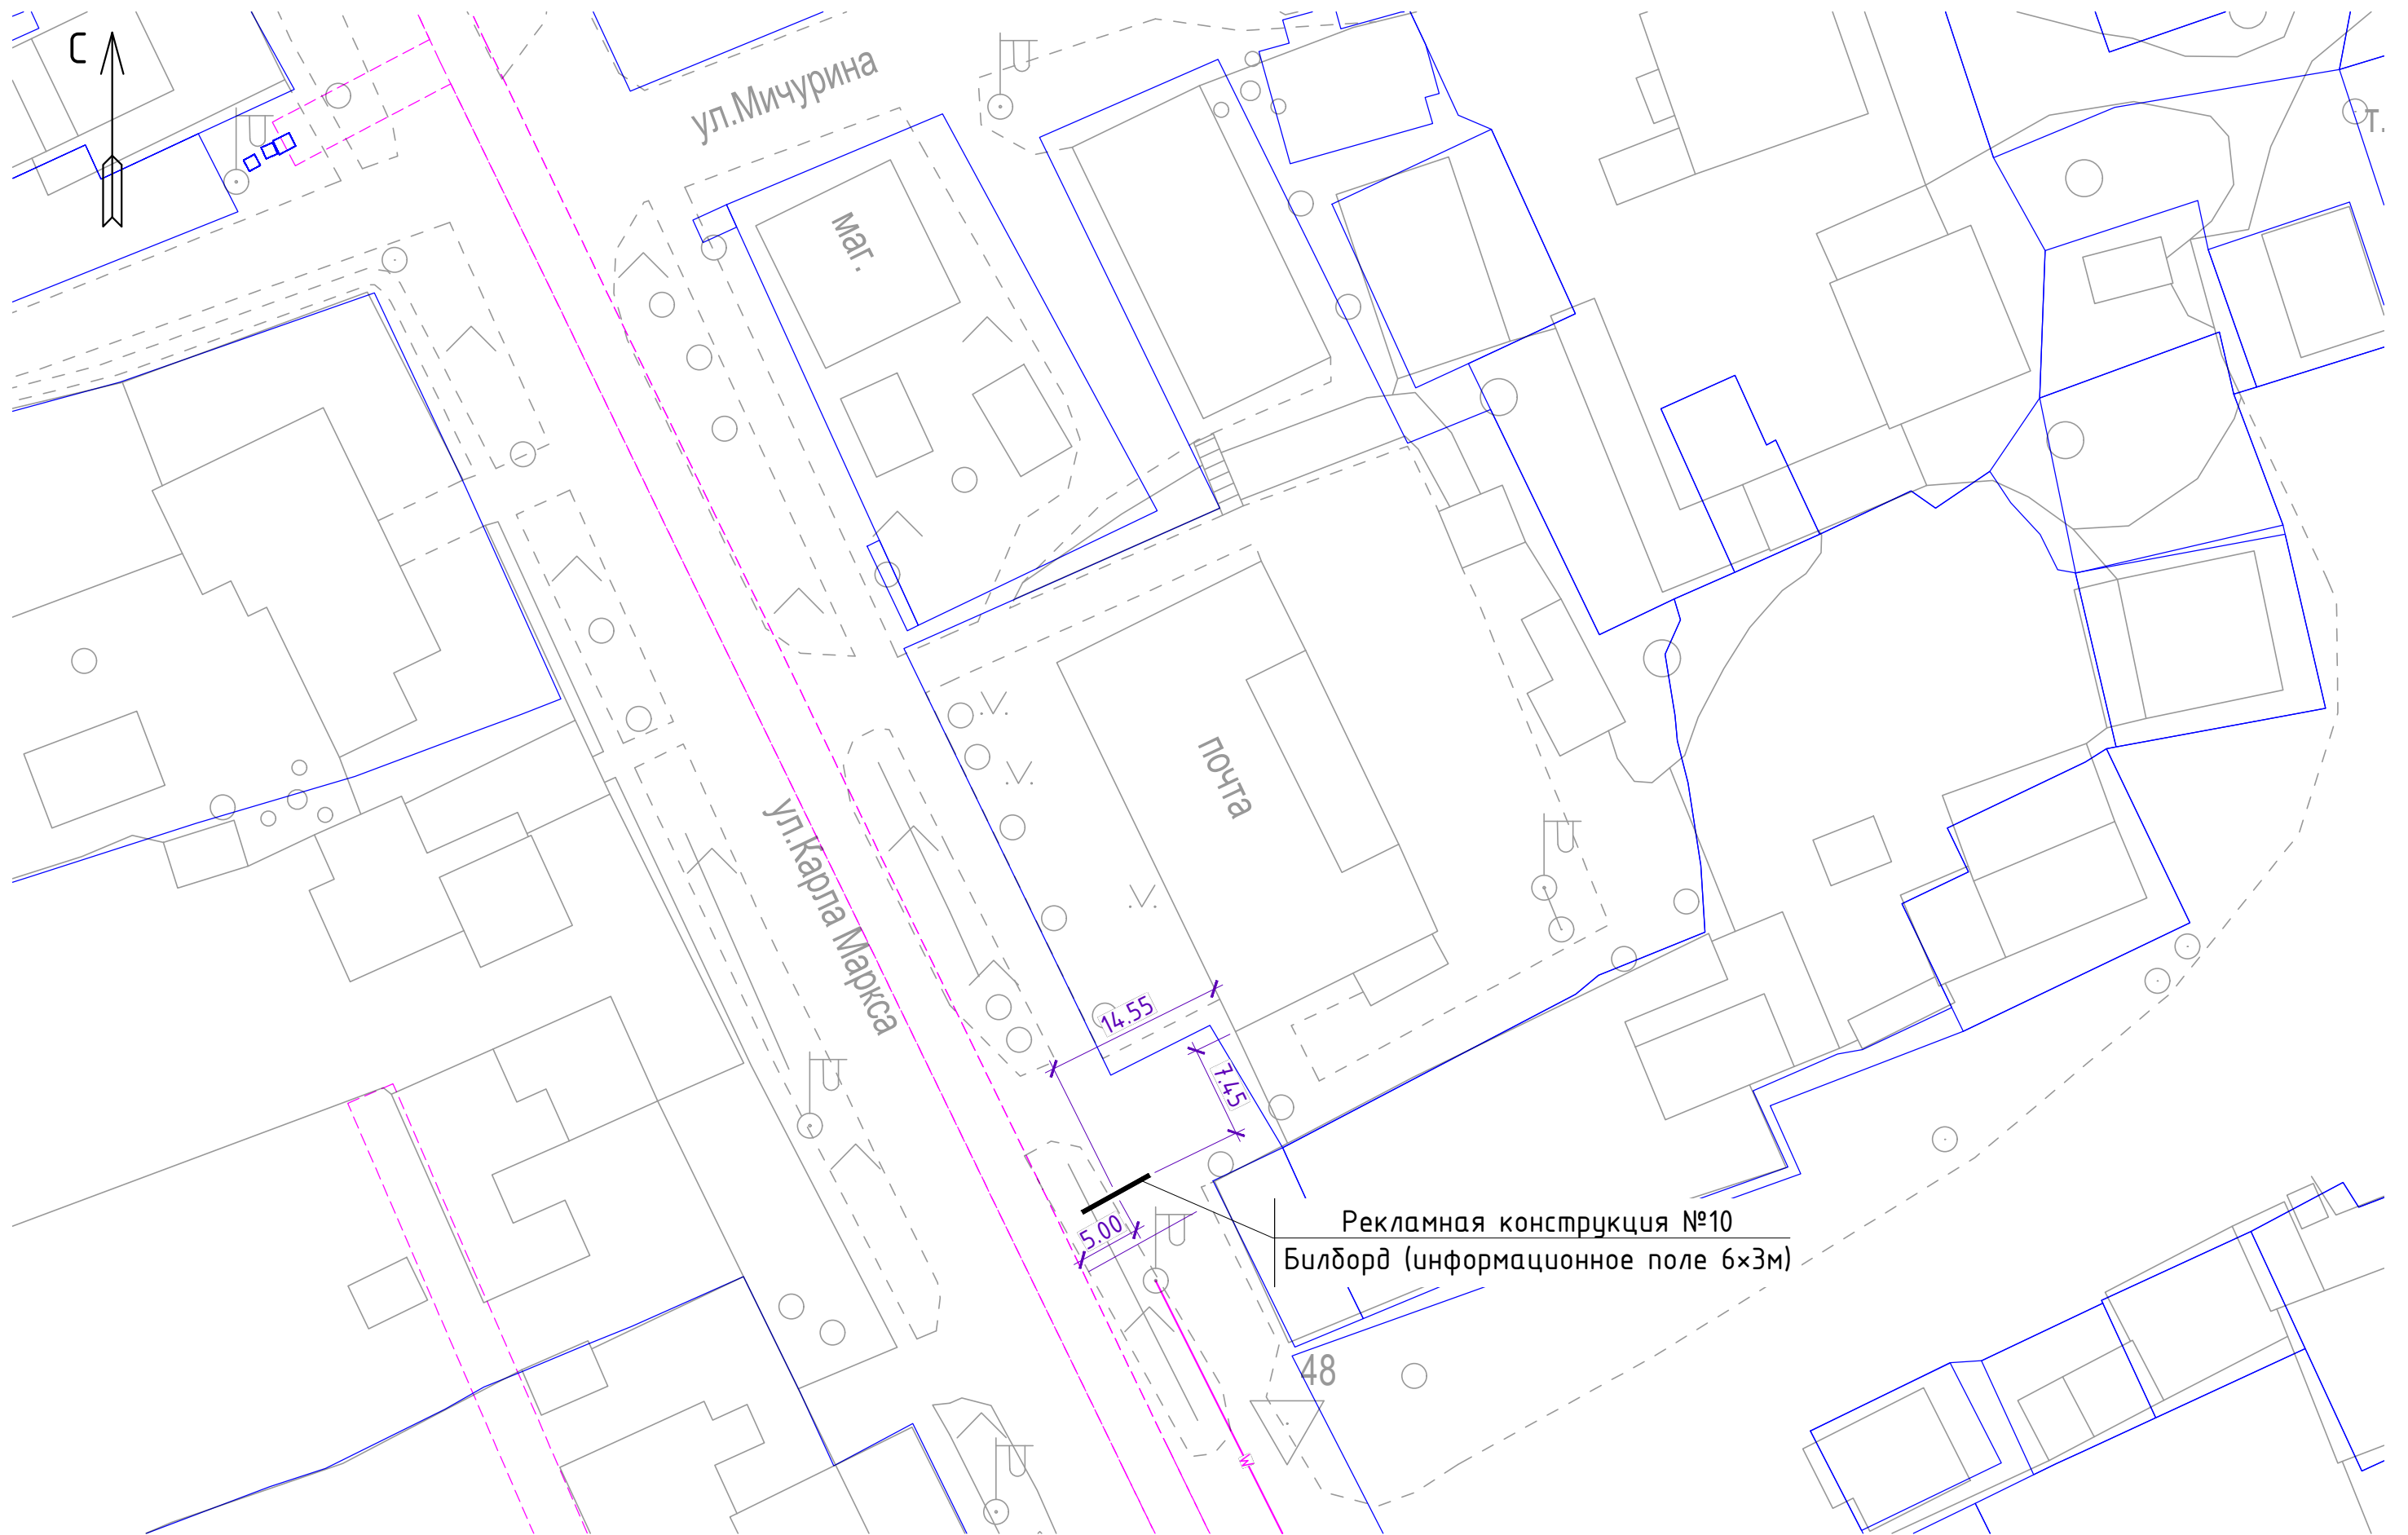 С
ул.Мичурина
маг.
почта
ул.Карла Маркса
14.55
7.45
5.00
Рекламная конструкция №10
Билборд (информационное поле 6×3м)
48
W
т.